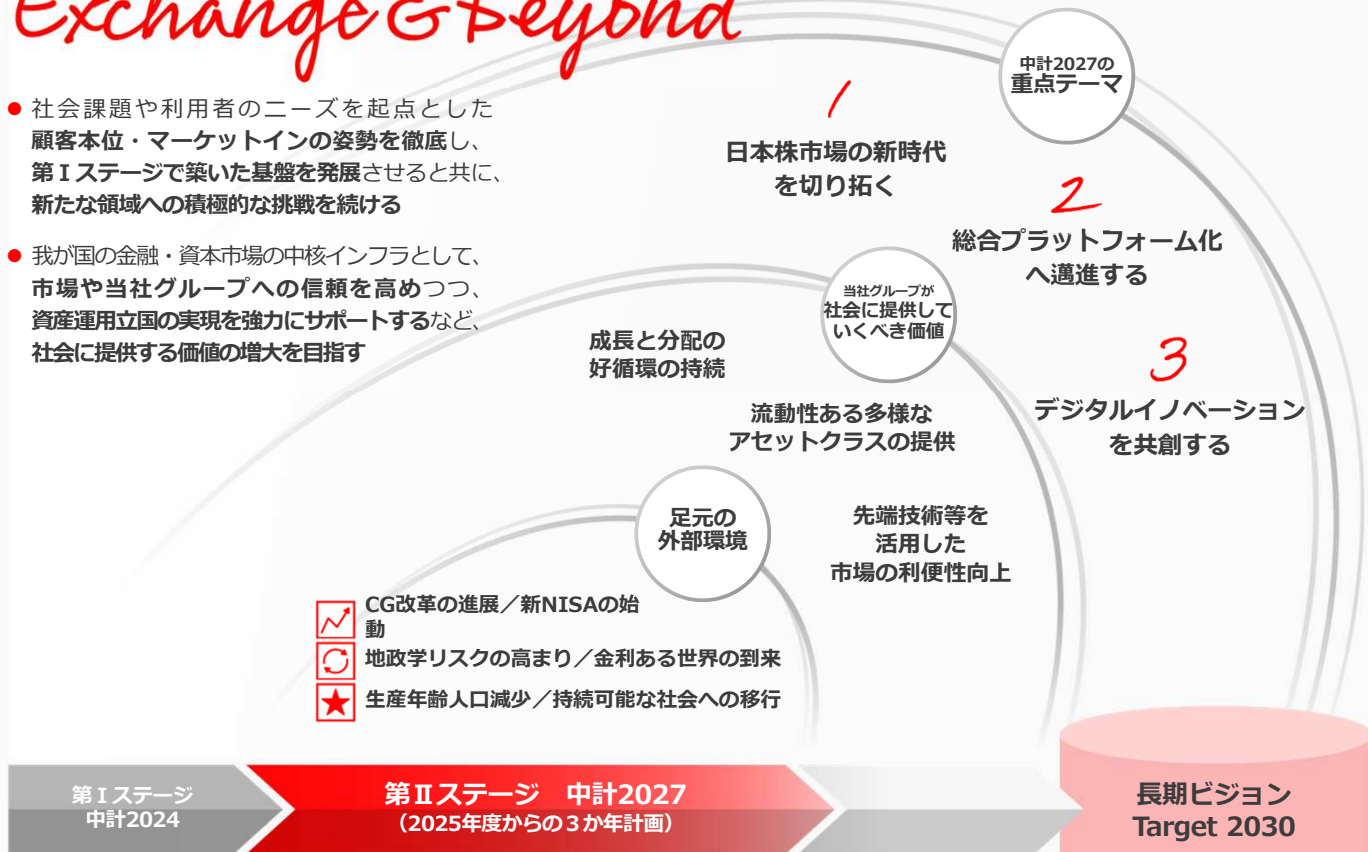 Exchange & Beyond
● 社会課題や利用者のニーズを起点とした
顧客本位・マーケットインの姿勢を徹底し、
第Ⅰステージで築いた基盤を発展させると共に、
新たな領域への積極的な挑戦を続ける
● 我が国の金融・資本市場の中核インフラとして、
市場や当社グループへの信頼を高めつつ、
資産運用立国の実現を強力にサポートするなど、
社会に提供する価値の増大を目指す
中計2027の
重点テーマ
1
日本株市場の新時代
を切り拓く
2
総合プラットフォーム化
へ邁進する
3
デジタルイノベーション
を共創する
当社グループが
社会に提供して
いくべき価値
成長と分配の
好循環の持続
流動性ある多様な
アセットクラスの提供
先端技術等を
活用した
市場の利便性向上
足元の
外部環境
CG改革の進展／新NISAの始
動
地政学リスクの高まり／金利ある世界の到来
生産年齢人口減少／持続可能な社会への移行
第Ⅰステージ
中計2024
第Ⅱステージ　中計2027
（2025年度からの３か年計画）
長期ビジョン
Target 2030